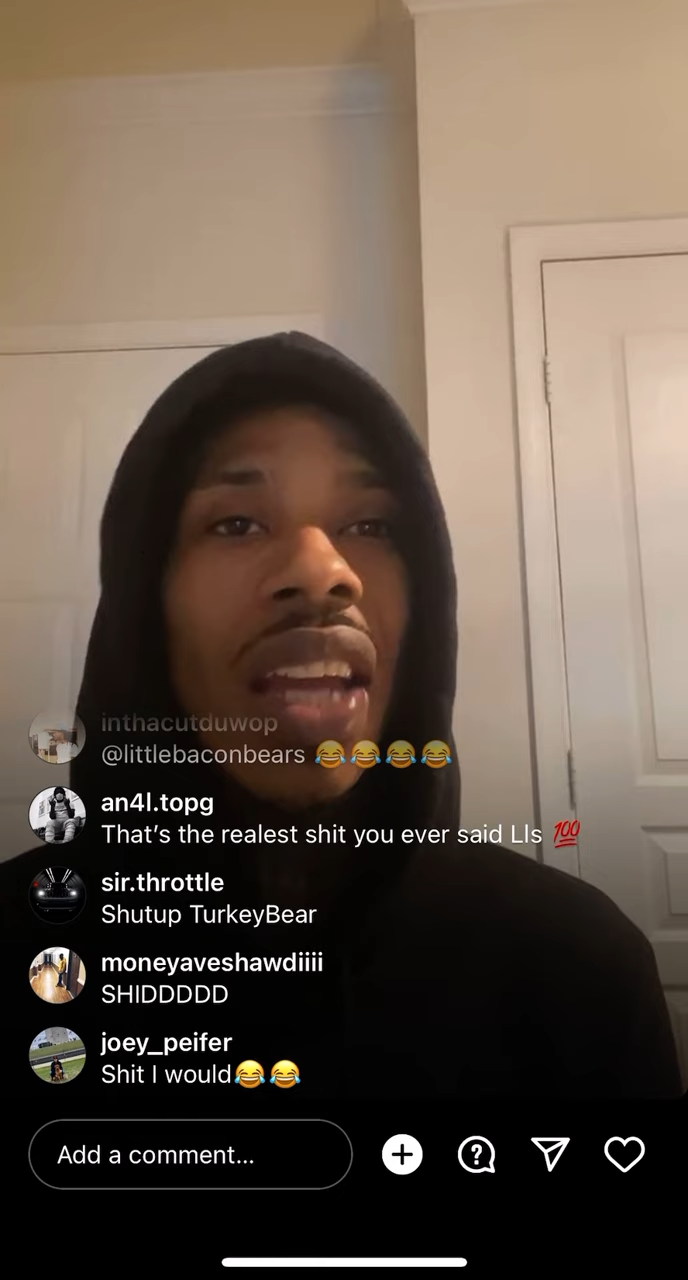 inthacutduwop
@littlebaconbears 😂😂😂😂
an4l.topg
That’s the realest shit you ever said Lls 💯
sir.throttle
Shutup TurkeyBear
moneyaveshawdiiii
SHIDDDDD
joey_peifer
Shit I would😂😂
Add a comment...